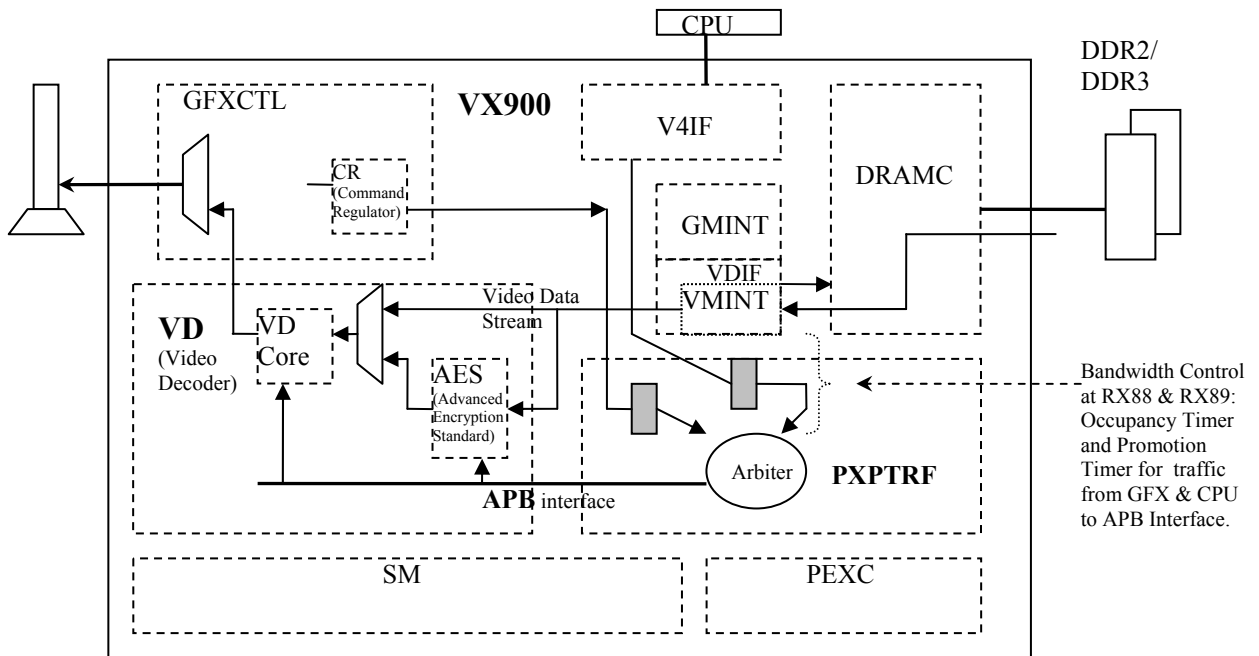 CPU
DDR2/
DDR3
GFXCTL
VX900
V4IF
DRAMC
CR
(Command
Regulator)
GMINT
VDIF
VMINT
Video Data
Stream
VD
(Video
Decoder)
VD
Core
AES
(Advanced
Encryption
Standard)
APB interface
Arbiter
PXPTRF
Bandwidth Control
at RX88 & RX89:
Occupancy Timer
and Promotion
Timer for traffic
from GFX & CPU
to APB Interface.
SM
PEXC